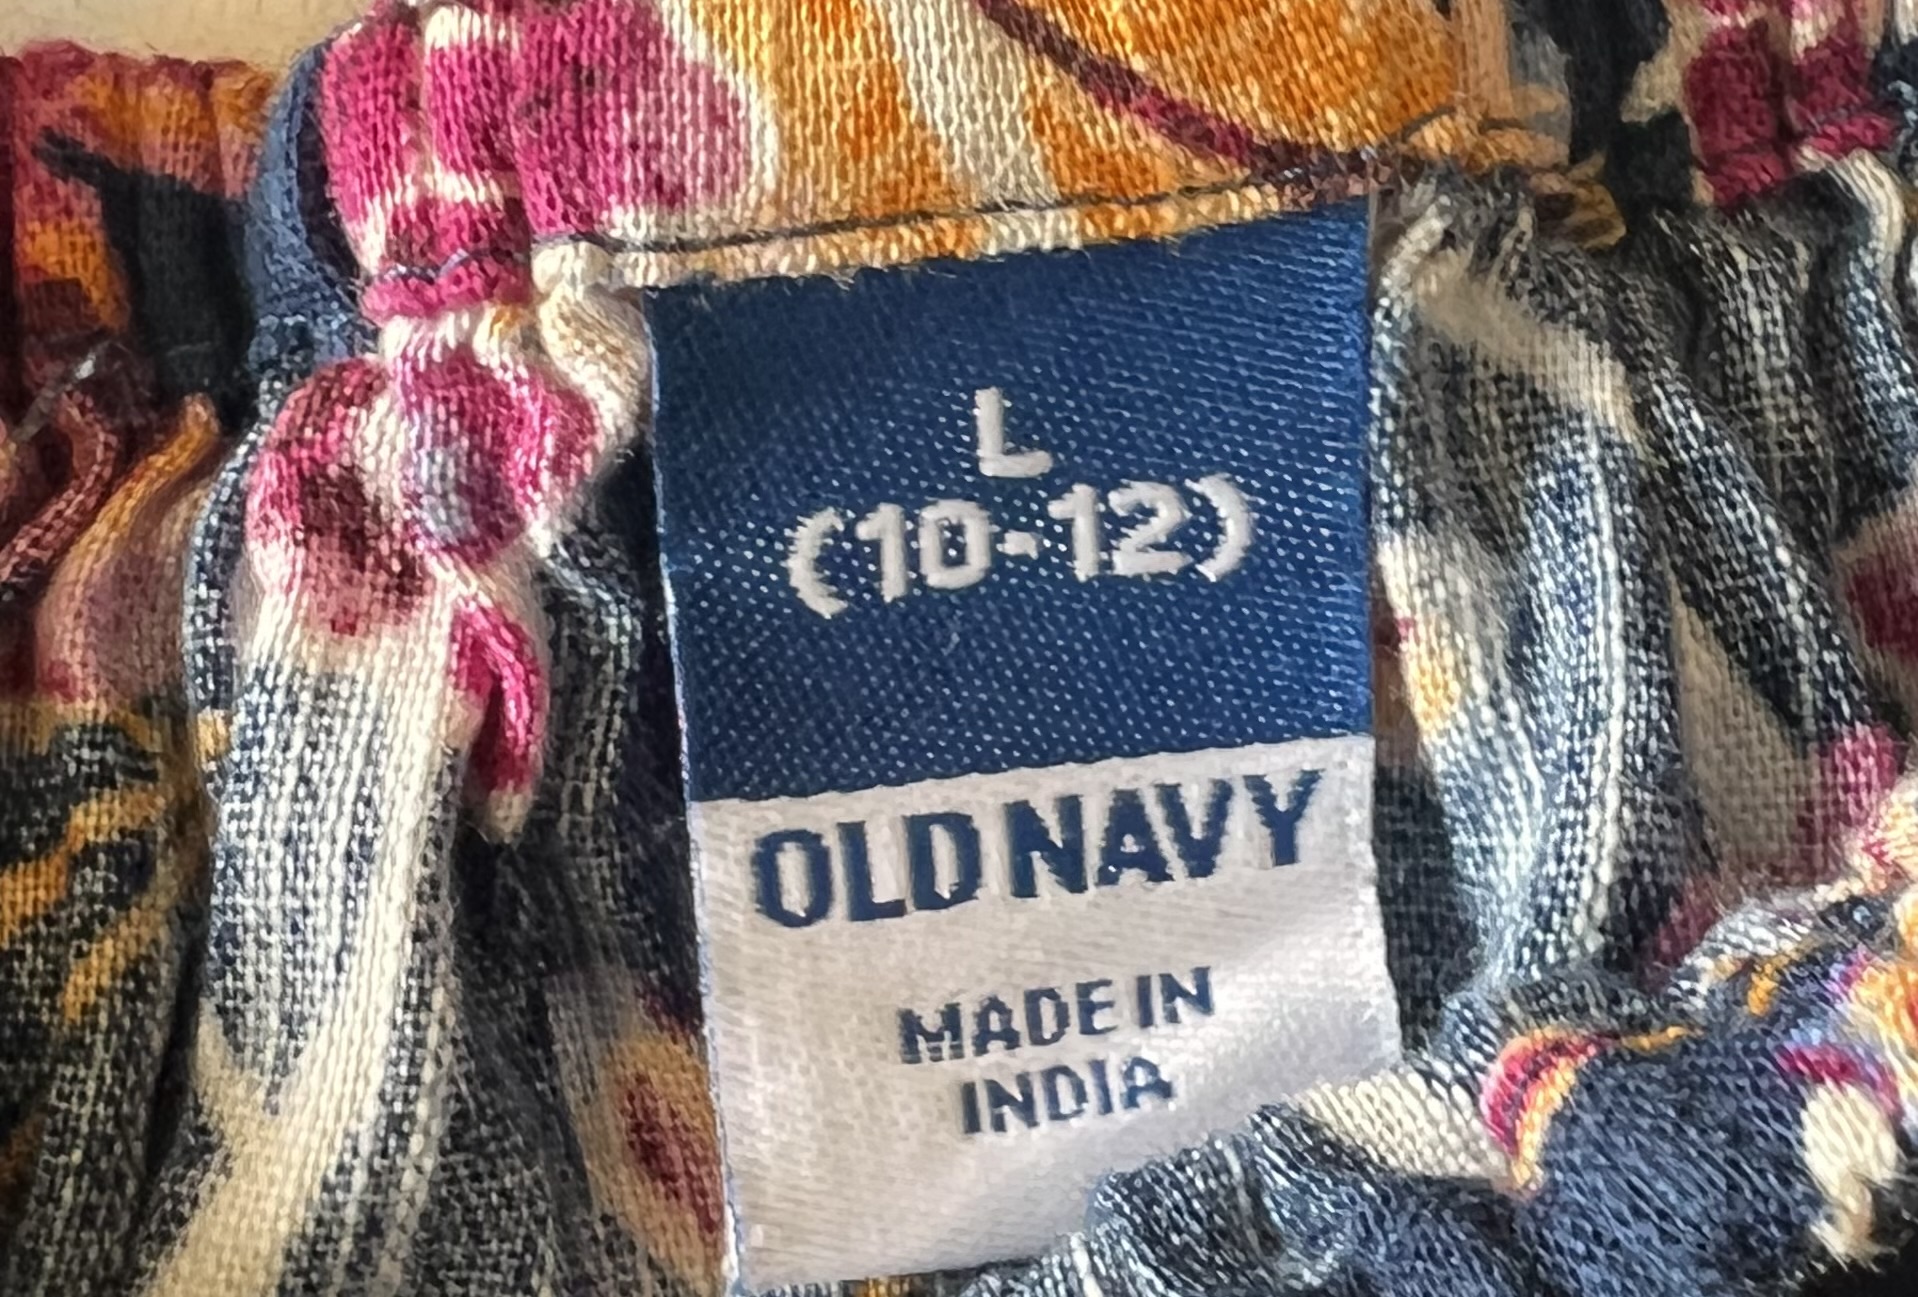 L
(10-12)
OLD NAVY
MADE IN
INDIA